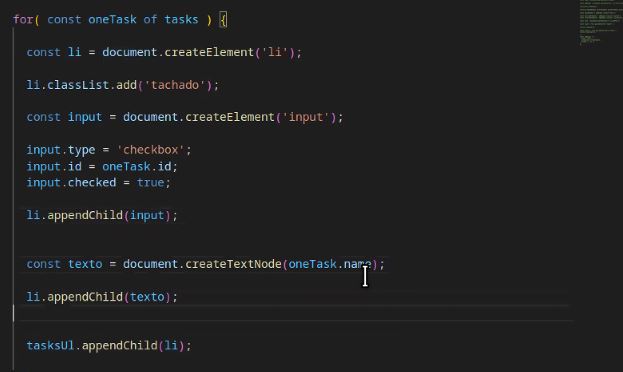 for( const oneTask of tasks ) {
const li = document.createElement('li');
li.classList.add('tachado');
const input = document.createElement('input');
input.type = 'checkbox';
input.id = oneTask.id;
input.checked = true;
li.appendChild(input);
const texto = document.createTextNode(oneTask.name);
li.appendChild(texto);
tasksUl.appendChild(li);